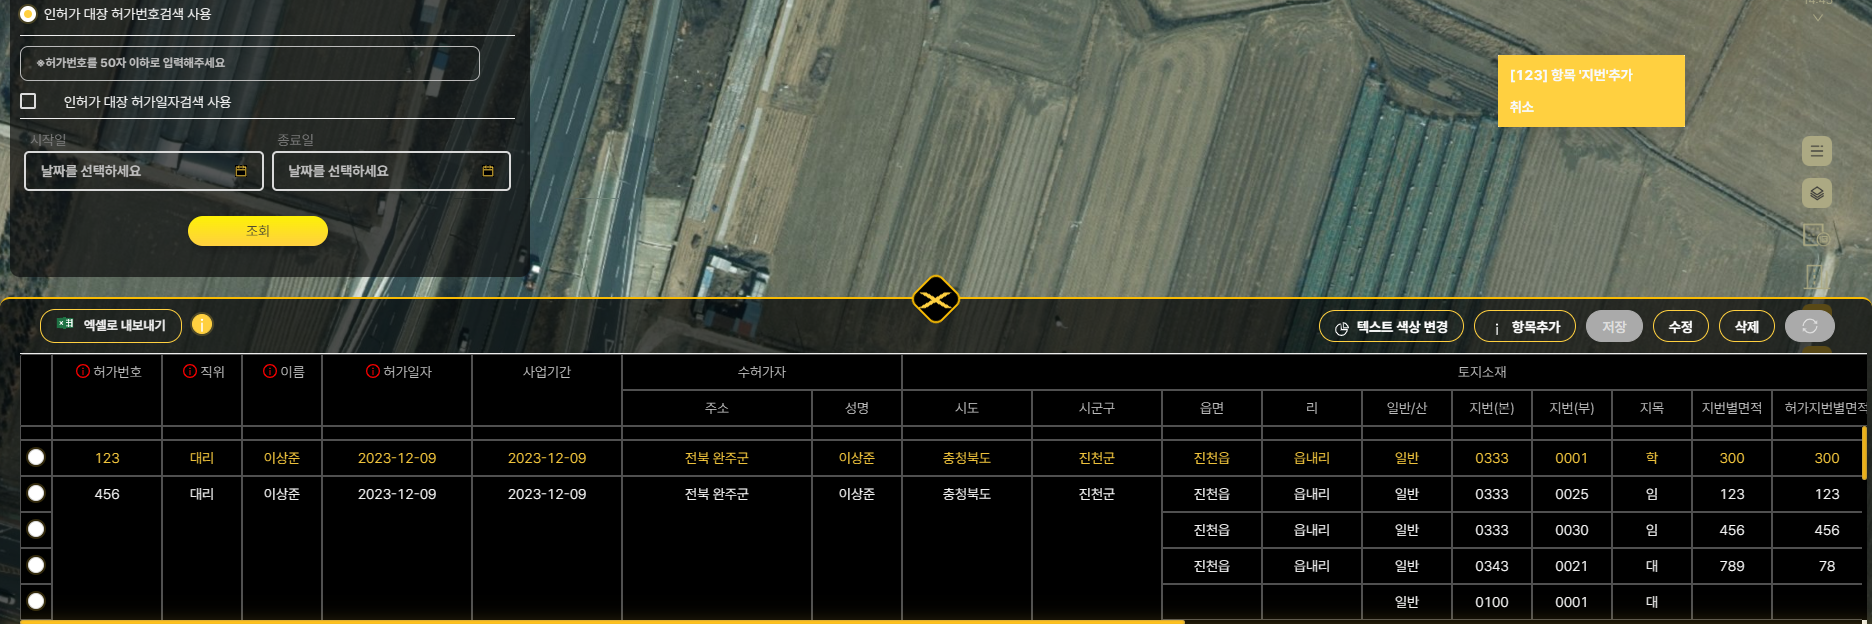 인허가 대장 허가번호검색 사용
※허가번호를 50자 이하로 입력해주세요
인허가 대장 허가일자검색 사용
시작일 종료일
날짜를 선택하세요 날짜를 선택하세요
조회
[123] 항목 '지번'추가
취소
엑셀로 내보내기
텍스트 색상 변경 항목추가 저장 수정 삭제
허가번호 직위 이름 허가일자 사업기간 수허가자 토지소재
주소 성명 시도 시군구 읍면 리 일반/산 지번(본) 지번(부) 지목 지번별면적 허가지번별면적
123 대리 이상준 2023-12-09 2023-12-09 전북 완주군 이상준 충청북도 진천군 진천읍 읍내리 일반 0333 0001 학 300 300
456 대리 이상준 2023-12-09 2023-12-09 전북 완주군 이상준 충청북도 진천군 진천읍 읍내리 일반 0333 0025 임 123 123
진천읍 읍내리 일반 0333 0030 임 456 456
진천읍 읍내리 일반 0343 0021 대 789 78
일반 0100 0001 대